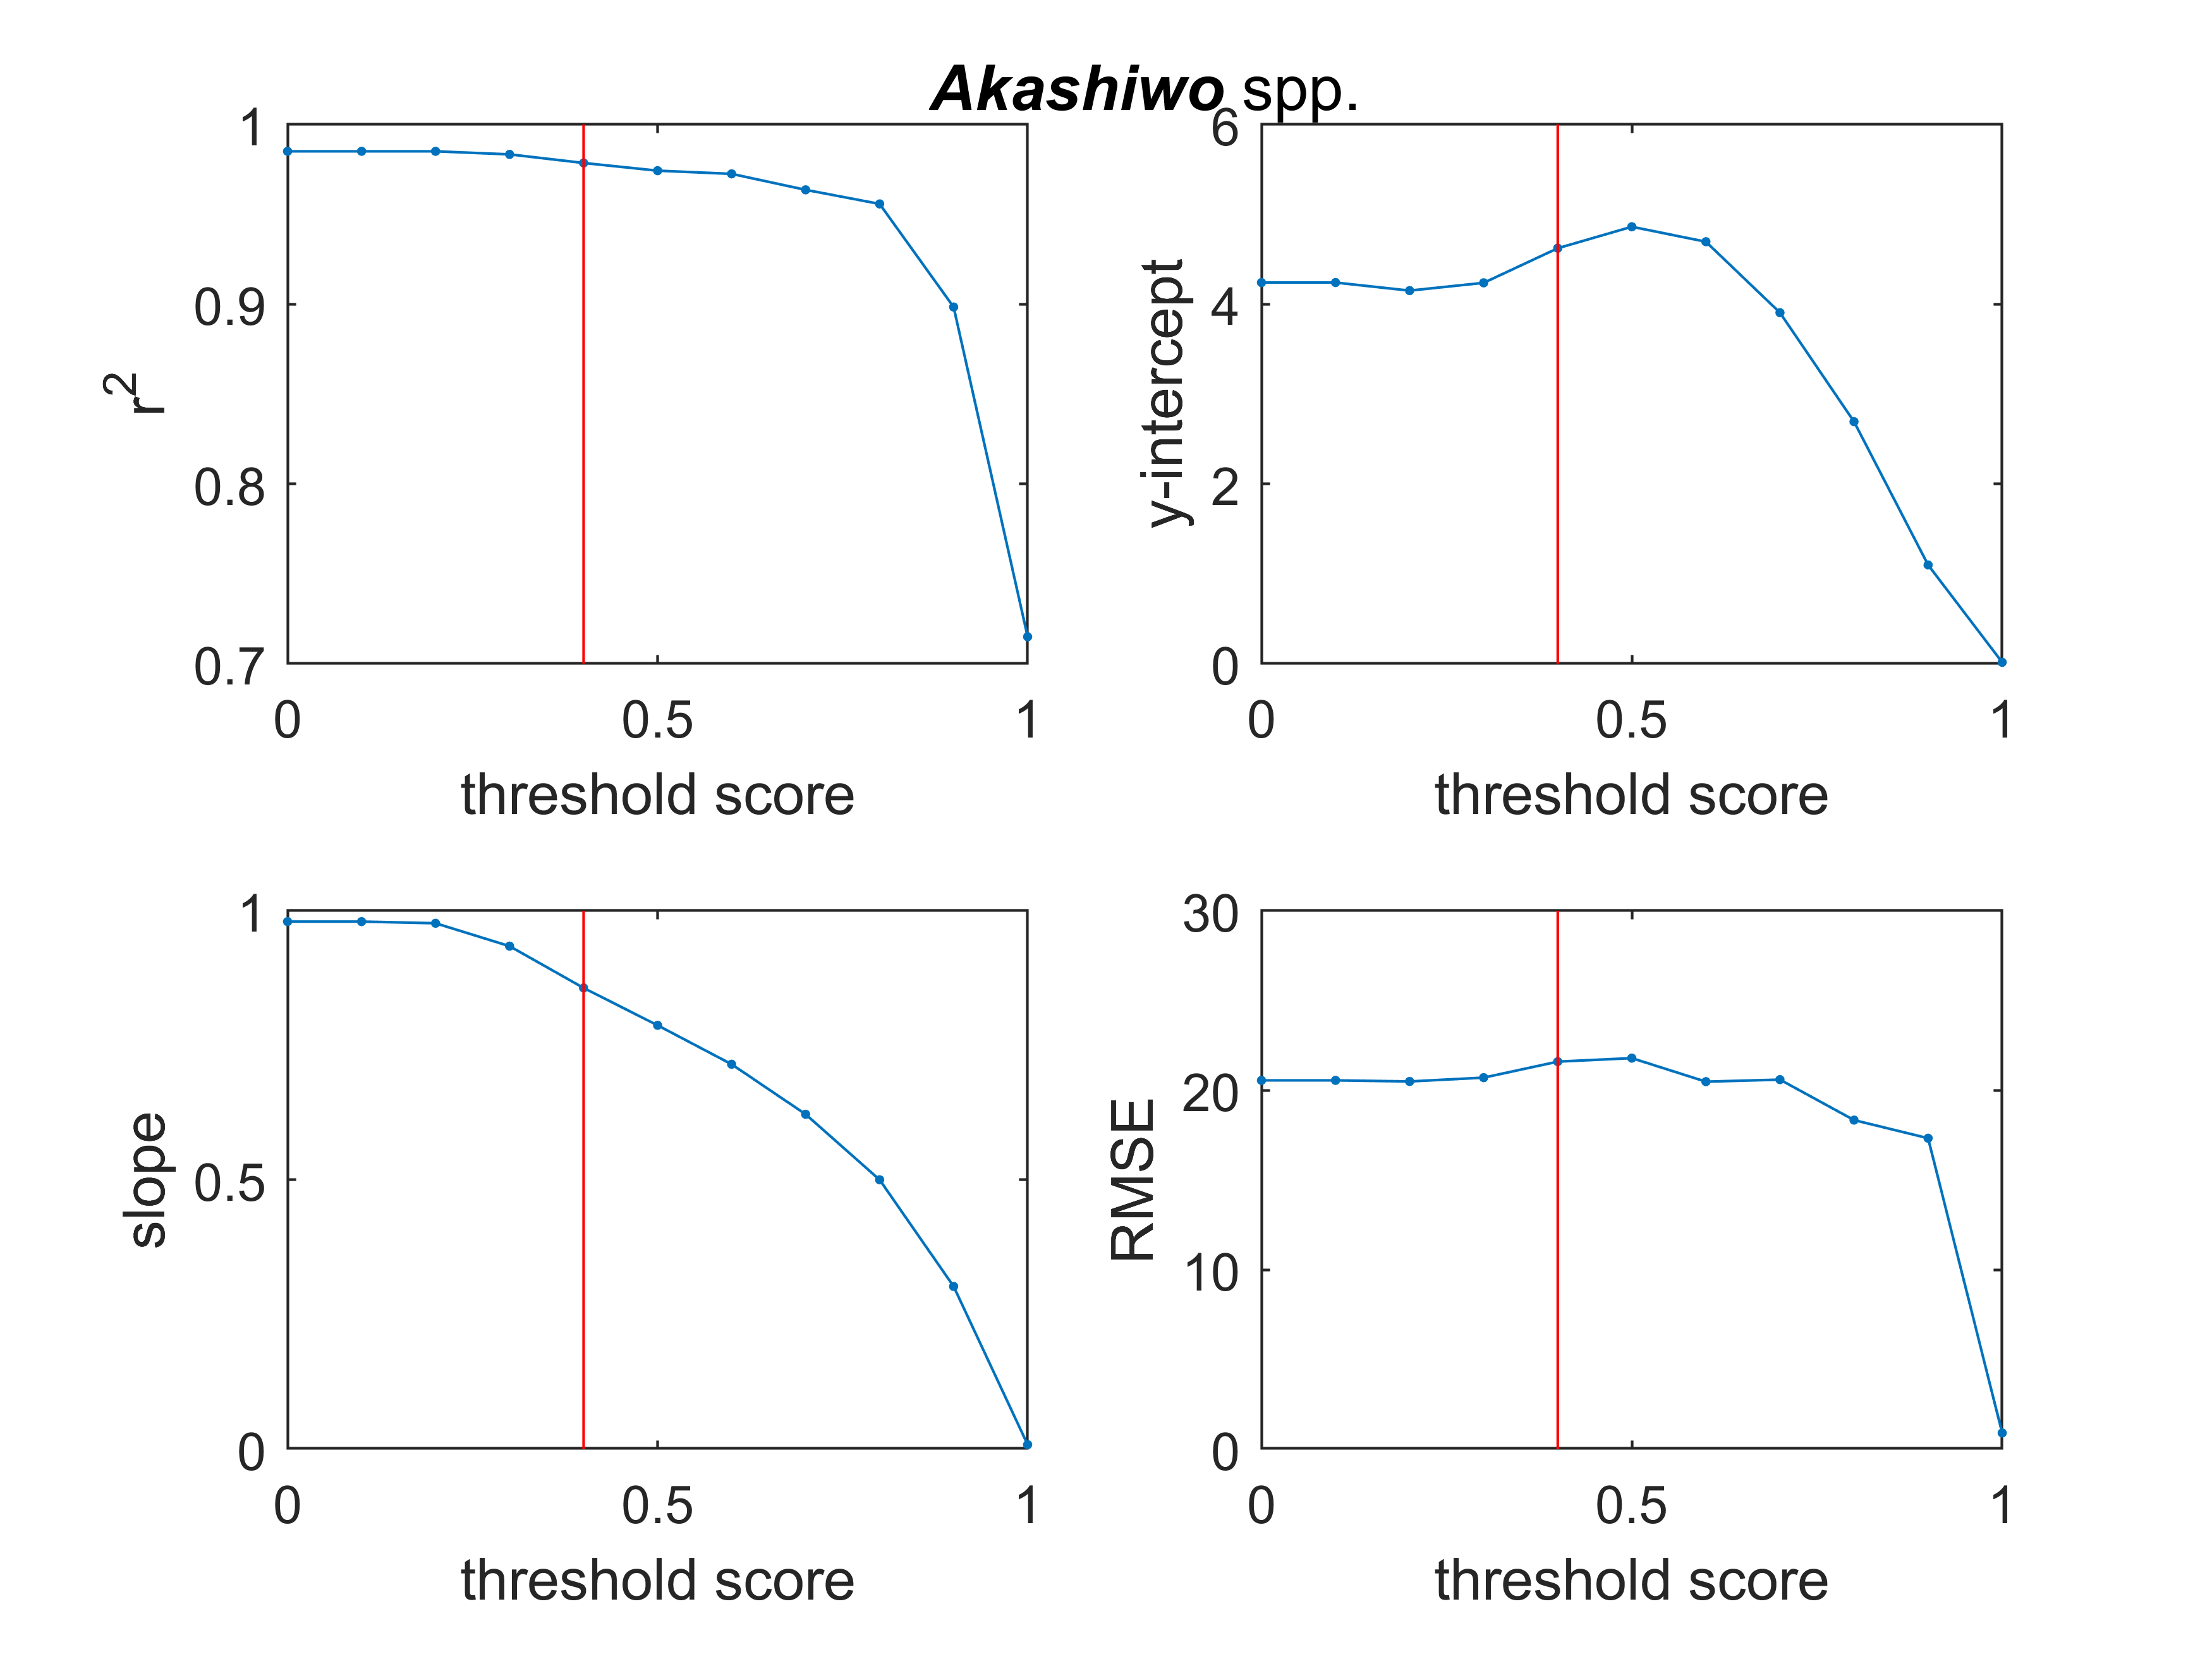 Akashiwo spp.
1
0.9
0.8
0.7
r²
0 0.5 1
threshold score
6
4
2
0
y-intercept
0 0.5 1
threshold score
1
0.5
0
slope
0 0.5 1
threshold score
30
20
10
0
RMSE
0 0.5 1
threshold score